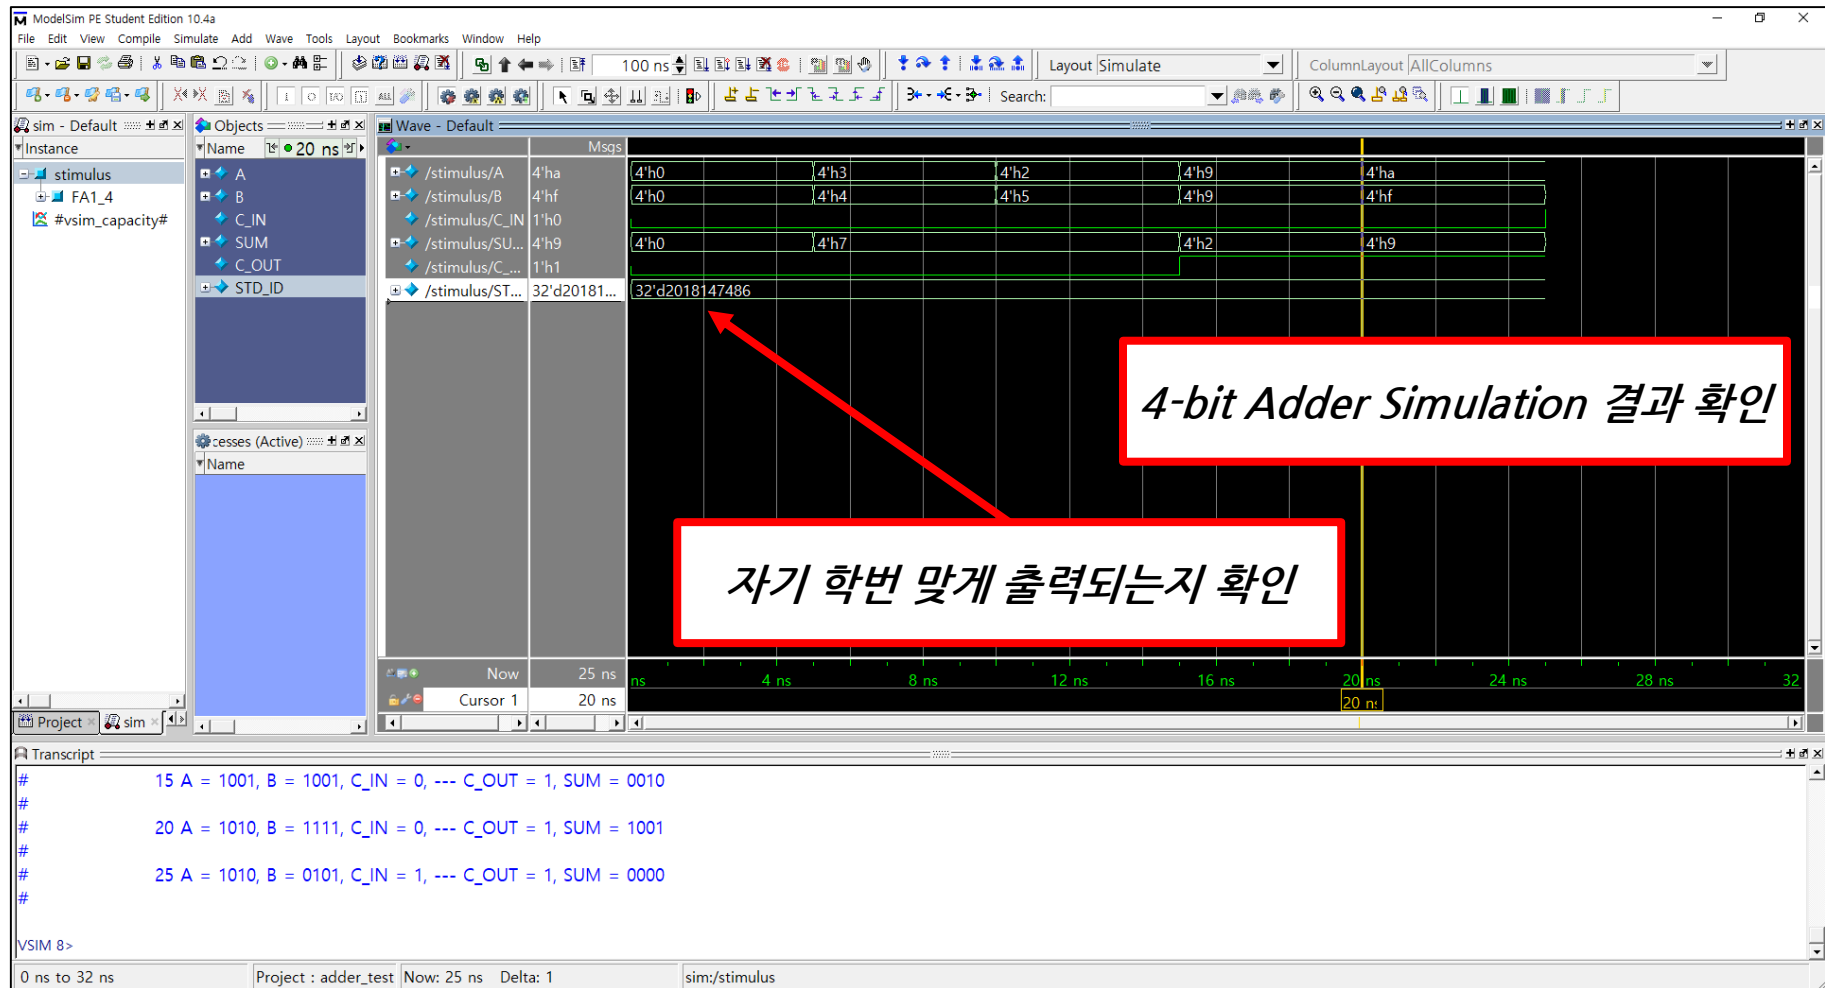 ModelSim PE Student Edition 10.4a
File Edit View Compile Simulate Add Wave Tools Layout Bookmarks Window Help
100 ns
Layout Simulate
ColumnLayout AllColumns
Search:
sim - Default
Instance
stimulus
FA1_4
#vsim_capacity#
Objects
Name
20 ns
A
B
C_IN
SUM
C_OUT
STD_ID
cesses (Active)
Name
Wave - Default
Msgs
/stimulus/A 4'ha 4'h0 4'h3 4'h2 4'h9 4'ha
/stimulus/B 4'hf 4'h0 4'h4 4'h5 4'h9 4'hf
/stimulus/C_IN 1'h0
/stimulus/SU... 4'h9 4'h0 4'h7 4'h2 4'h9
/stimulus/C_... 1'h1
/stimulus/ST... 32'd20181... 32'd2018147486
4-bit Adder Simulation 결과 확인
자기 학번 맞게 출력되는지 확인
Now 25 ns
ns 4 ns 8 ns 12 ns 16 ns 20 ns 24 ns 28 ns 32
Cursor 1 20 ns
20 ns
Project sim
Transcript
# 15 A = 1001, B = 1001, C_IN = 0, --- C_OUT = 1, SUM = 0010
#
# 20 A = 1010, B = 1111, C_IN = 0, --- C_OUT = 1, SUM = 1001
#
# 25 A = 1010, B = 0101, C_IN = 1, --- C_OUT = 1, SUM = 0000
#
VSIM 8>
0 ns to 32 ns
Project : adder_test Now: 25 ns Delta: 1
sim:/stimulus